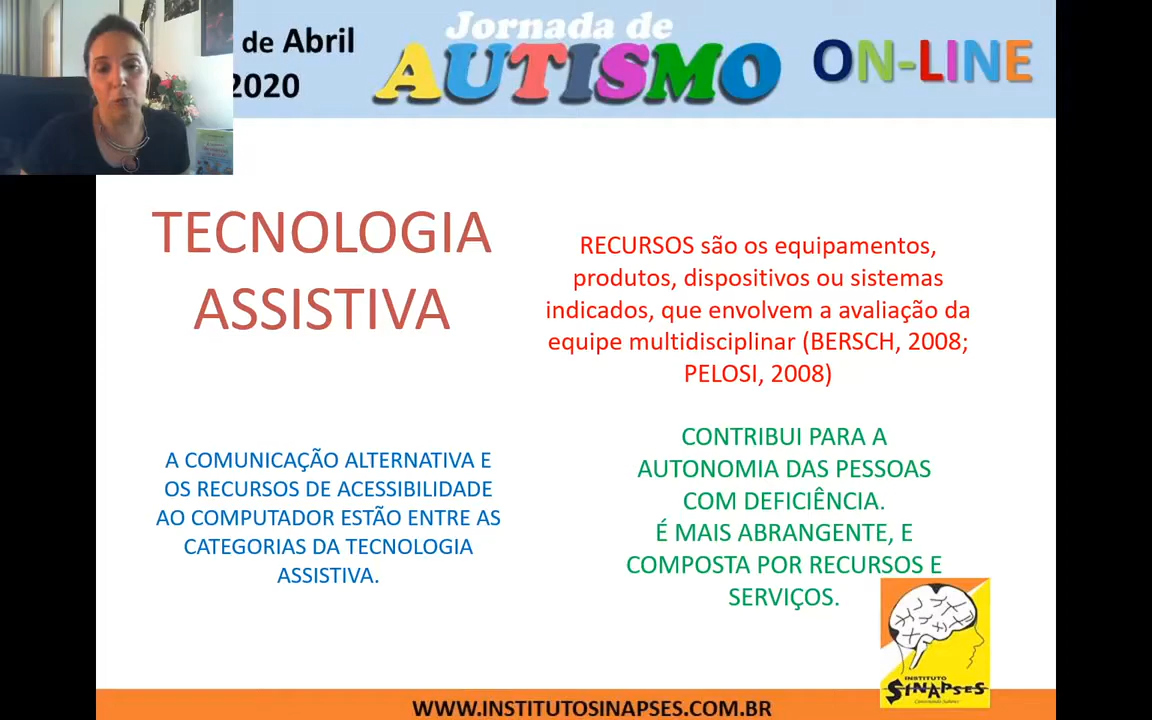 de Abril
2020
Jornada de
AUTISMO
ON-LINE
TECNOLOGIA
ASSISTIVA
RECURSOS são os equipamentos,
produtos, dispositivos ou sistemas
indicados, que envolvem a avaliação da
equipe multidisciplinar (BERSCH, 2008;
PELOSI, 2008)
A COMUNICAÇÃO ALTERNATIVA E
OS RECURSOS DE ACESSIBILIDADE
AO COMPUTADOR ESTÃO ENTRE AS
CATEGORIAS DA TECNOLOGIA
ASSISTIVA.
CONTRIBUI PARA A
AUTONOMIA DAS PESSOAS
COM DEFICIÊNCIA.
É MAIS ABRANGENTE, E
COMPOSTA POR RECURSOS E
SERVIÇOS.
INSTITUTO
SINAPSES
WWW.INSTITUTOSINAPSES.COM.BR